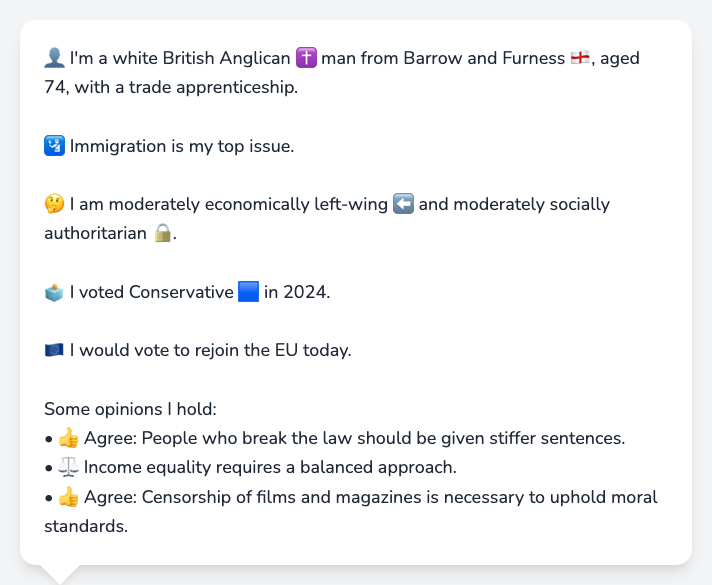 👤 I'm a white British Anglican ✝️ man from Barrow and Furness 🏴󠁧󠁢󠁥󠁮󠁧󠁿, aged
74, with a trade apprenticeship.
🛂 Immigration is my top issue.
🤔 I am moderately economically left-wing ⬅️ and moderately socially
authoritarian 🔒.
🗳️ I voted Conservative 🟦 in 2024.
🇪🇺 I would vote to rejoin the EU today.
Some opinions I hold:
• 👍 Agree: People who break the law should be given stiffer sentences.
• ⚖️ Income equality requires a balanced approach.
• 👍 Agree: Censorship of films and magazines is necessary to uphold moral
standards.